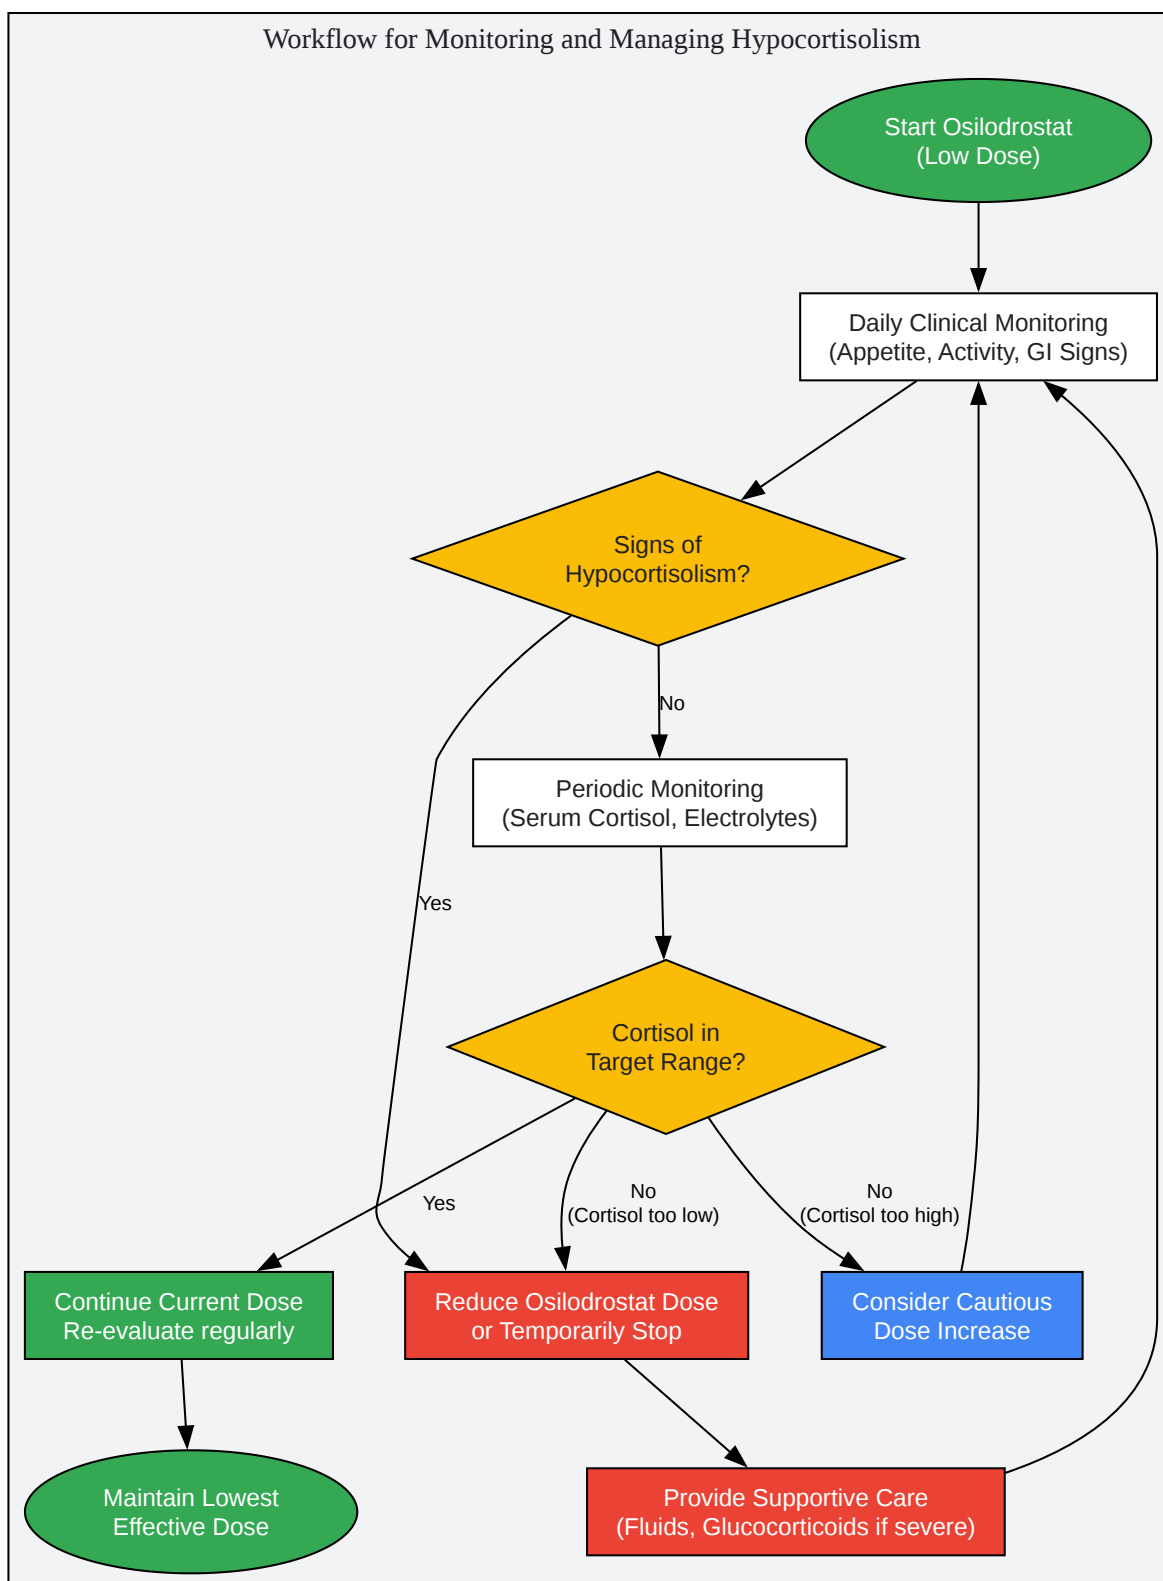 Workflow for Monitoring and Managing Hypocortisolism
Start Osilodrostat
(Low Dose)
Daily Clinical Monitoring
(Appetite, Activity, GI Signs)
Signs of
Hypocortisolism?
No
Periodic Monitoring
(Serum Cortisol, Electrolytes)
Yes
Cortisol in
Target Range?
Yes
No
(Cortisol too low)
No
(Cortisol too high)
Continue Current Dose
Re-evaluate regularly
Reduce Osilodrostat Dose
or Temporarily Stop
Consider Cautious
Dose Increase
Maintain Lowest
Effective Dose
Provide Supportive Care
(Fluids, Glucocorticoids if severe)